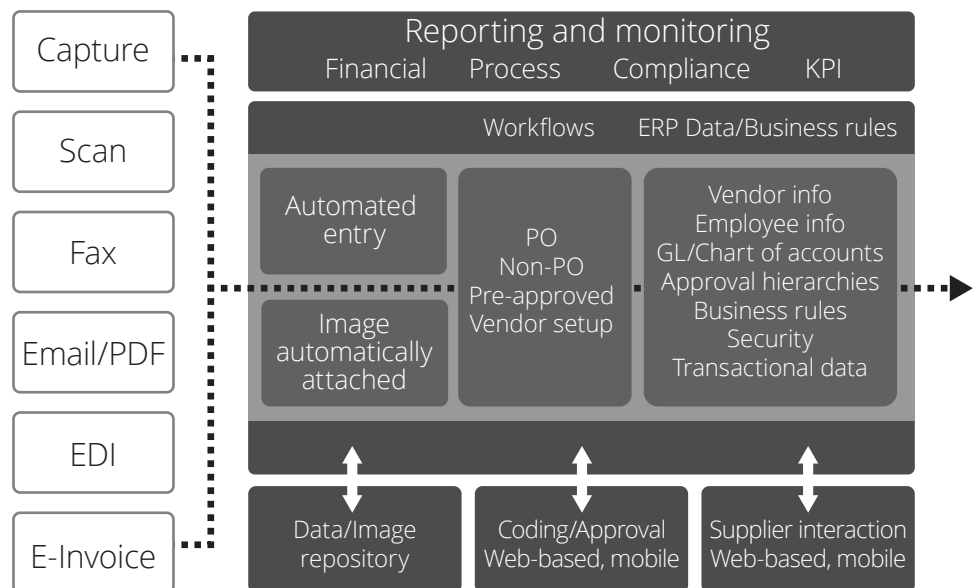 Capture
Scan
Fax
Email/PDF
EDI
E-Invoice
Reporting and monitoring
Financial Process Compliance KPI
Workflows
ERP Data/Business rules
Automated
entry
Image
automatically
attached
PO
Non-PO
Pre-approved
Vendor setup
Vendor info
Employee info
GL/Chart of accounts
Approval hierarchies
Business rules
Security
Transactional data
Data/Image
repository
Coding/Approval
Web-based, mobile
Supplier interaction
Web-based, mobile